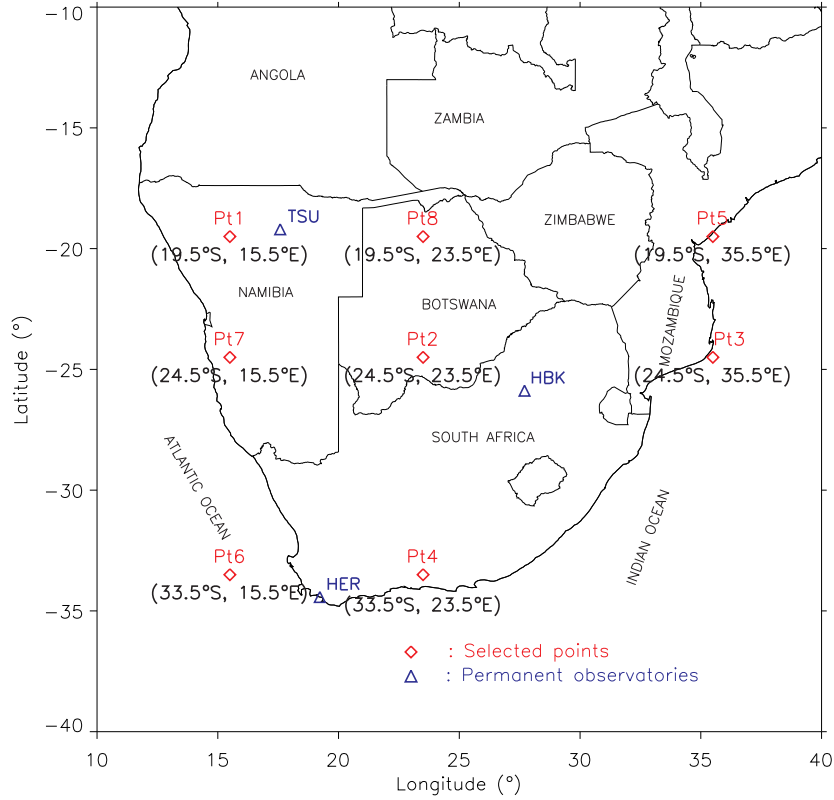 −10
ANGOLA
ZAMBIA
−15
Pt1
TSU
Pt8
ZIMBABWE
Pt5
(19.5°S, 15.5°E)
(19.5°S, 23.5°E)
(19.5°S, 35.5°E)
−20
NAMIBIA
BOTSWANA
MOZAMBIQUE
Pt7
Pt2
Pt3
(24.5°S, 15.5°E)
(24.5°S, 23.5°E)
(24.5°S, 35.5°E)
HBK
−25
Latitude (°)
SOUTH AFRICA
ATLANTIC OCEAN
−30
INDIAN OCEAN
Pt6
Pt4
HER
(33.5°S, 15.5°E)
(33.5°S, 23.5°E)
−35
: Selected points
: Permanent observatories
−40
10 15 20 25 30 35 40
Longitude (°)